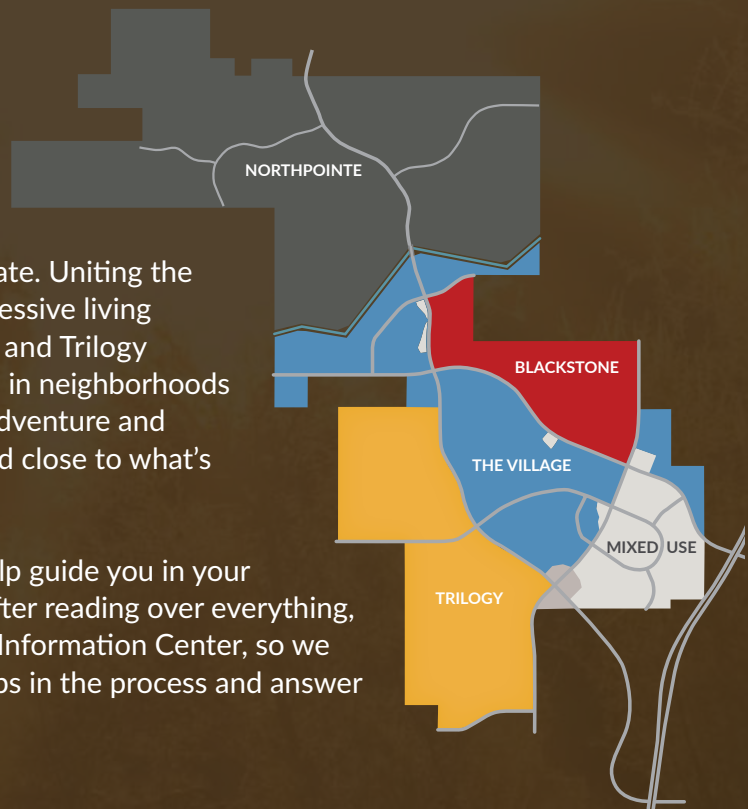 NORTHPOINTE
ate. Uniting the
essive living
and Trilogy
in neighborhoods
dventure and
d close to what’s
BLACKSTONE
THE VILLAGE
MIXED USE
TRILOGY
lp guide you in your
fter reading over everything,
Information Center, so we
ps in the process and answer